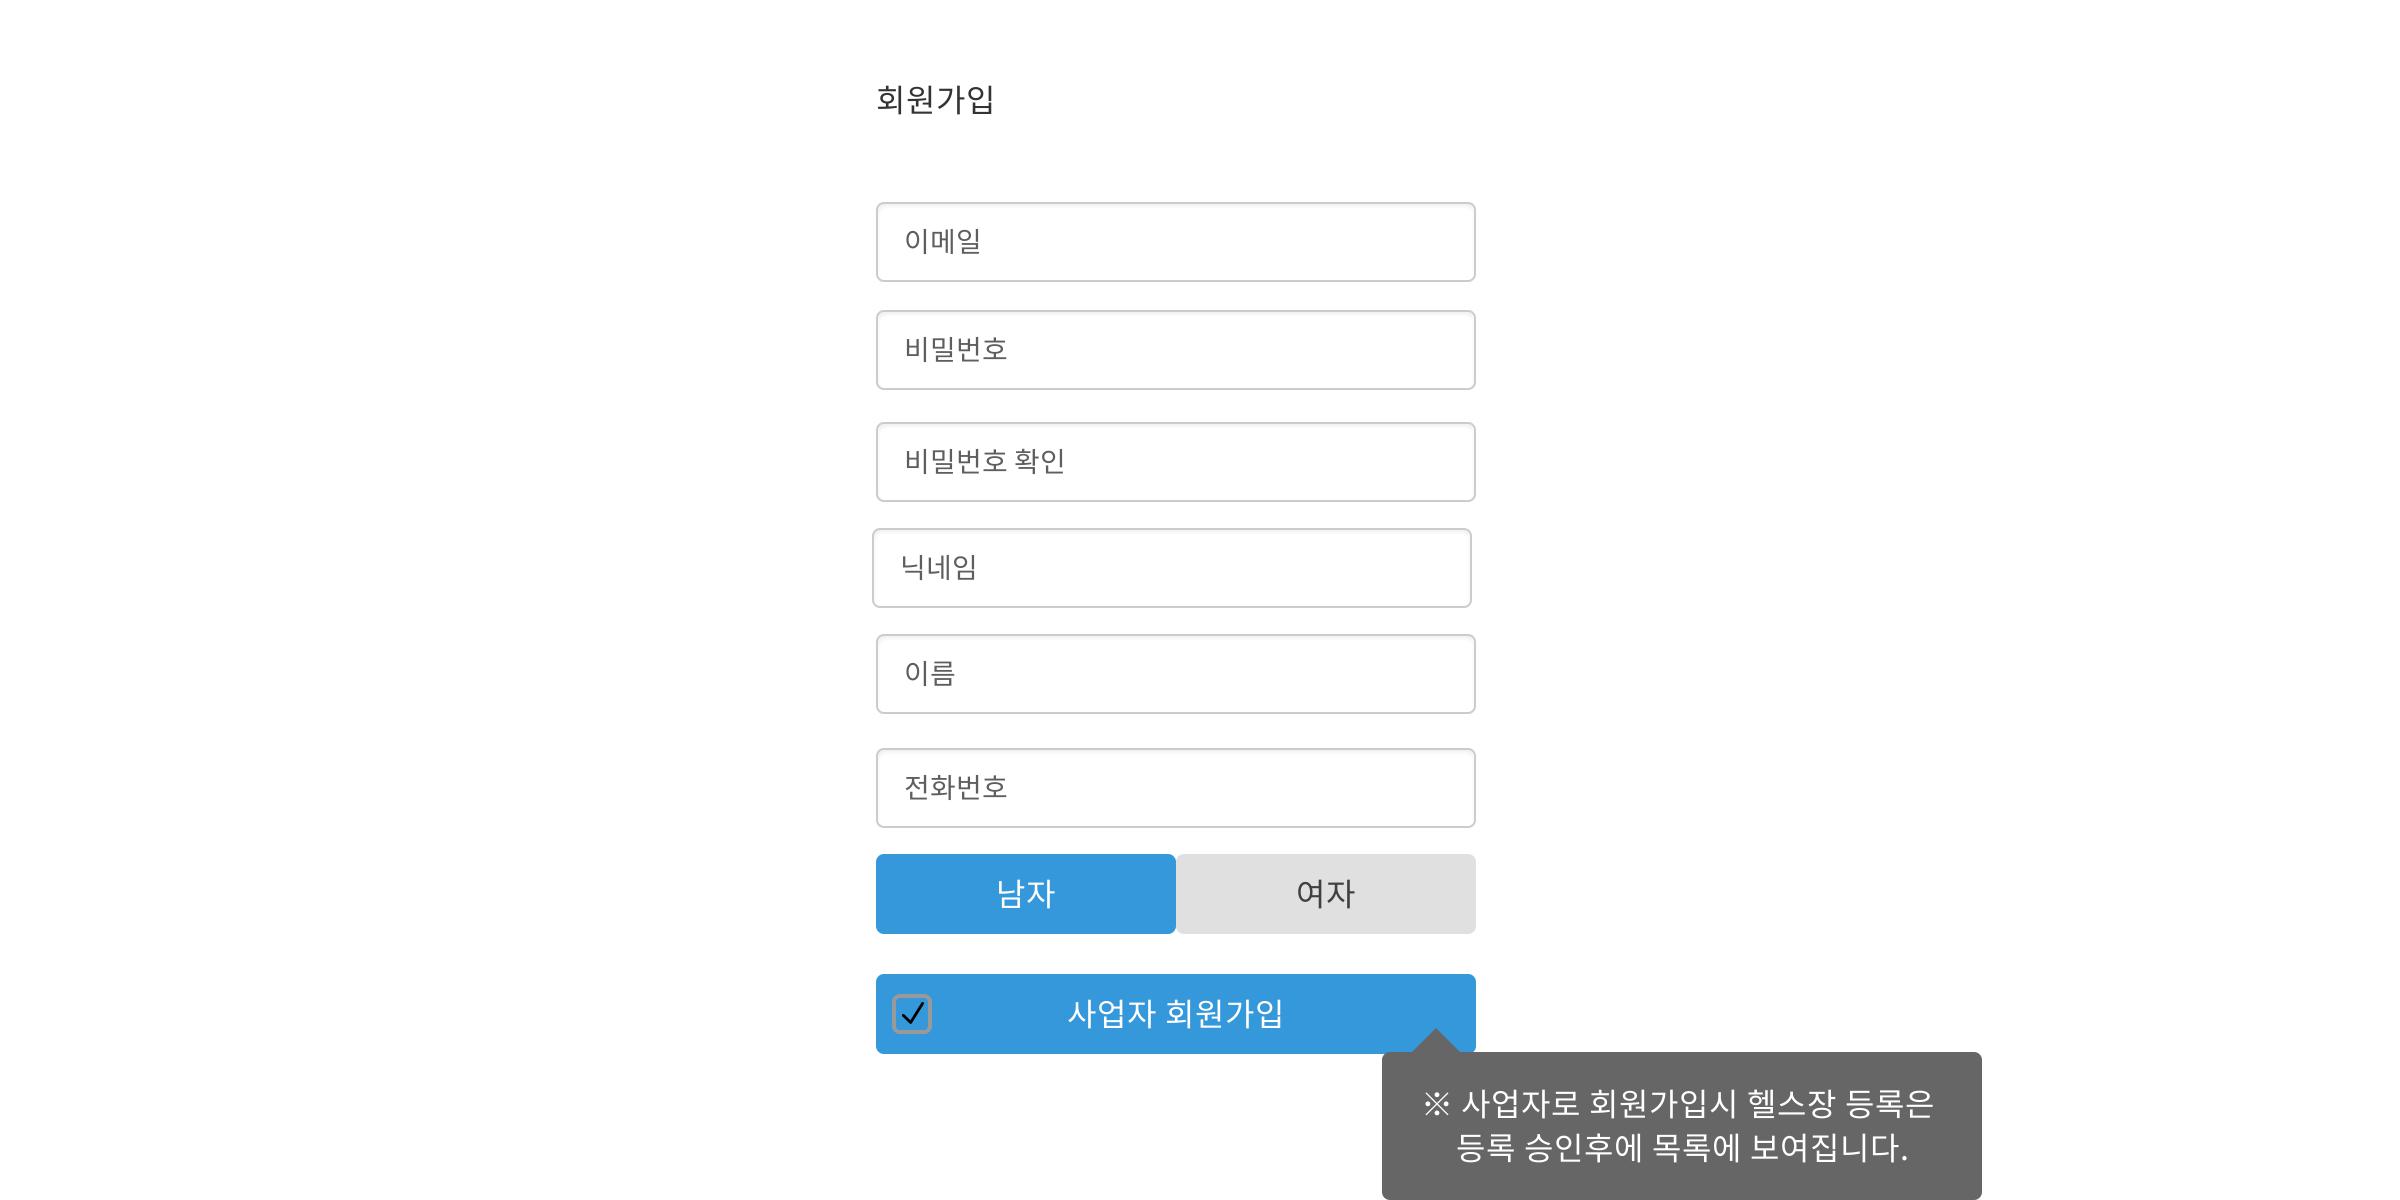 회원가입
이메일
비밀번호
비밀번호 확인
닉네임
이름
전화번호
남자
여자
사업자 회원가입
※ 사업자로 회원가입시 헬스장 등록은
등록 승인후에 목록에 보여집니다.